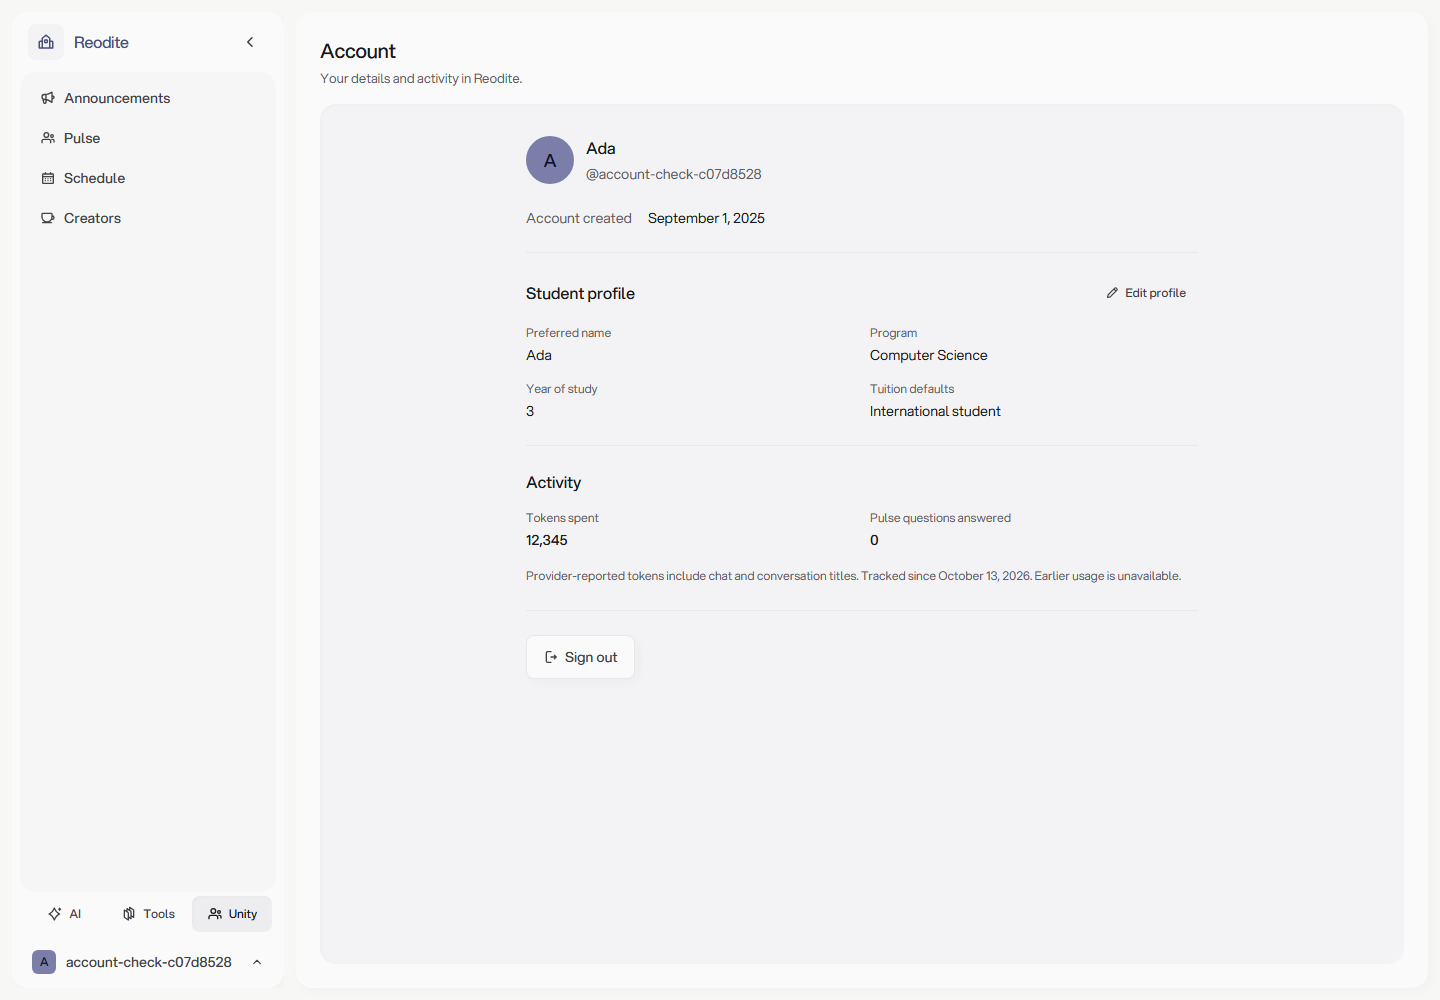 Reodite
Announcements
Pulse
Schedule
Creators
AI
Tools
Unity
A
account-check-c07d8528
Account
Your details and activity in Reodite.
A
Ada
@account-check-c07d8528
Account created September 1, 2025
Student profile
Edit profile
Preferred name
Ada
Program
Computer Science
Year of study
3
Tuition defaults
International student
Activity
Tokens spent
12,345
Pulse questions answered
0
Provider-reported tokens include chat and conversation titles. Tracked since October 13, 2026. Earlier usage is unavailable.
Sign out